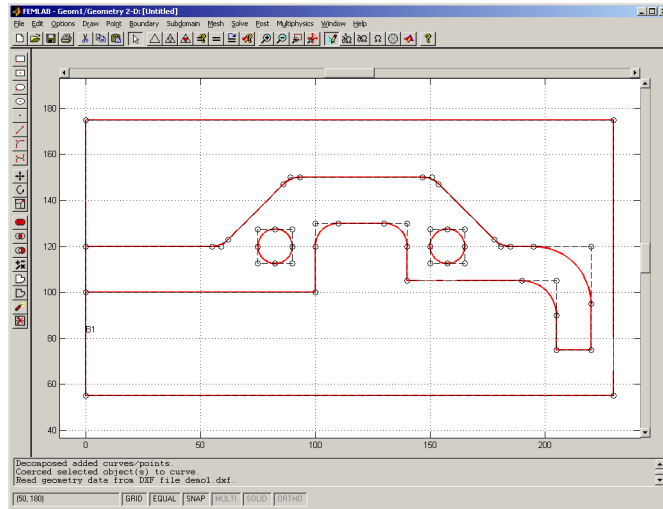 FEMLAB - Geom1/Geometry 2-D: [Untitled]
File Edit Options Draw Point Boundary Subdomain Mesh Solve Post Multiphysics Window Help
180
160
140
120
100
80
60
40
B1
0 50 100 150 200
Decomposed added curves/points.
Coerced selected object(s) to curve.
Read geometry data from DXF file demo1.dxf.
(50, 180) GRID EQUAL SNAP MULTI SOLID ORTHO